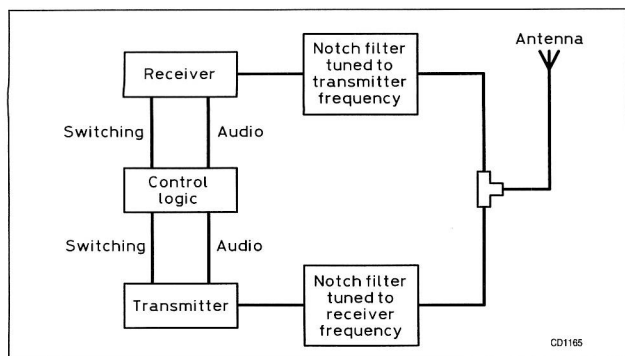 Receiver
Notch filter
tuned to
transmitter
frequency
Antenna
Switching
Audio
Control
logic
Switching
Audio
Transmitter
Notch filter
tuned to
receiver
frequency
CD1165